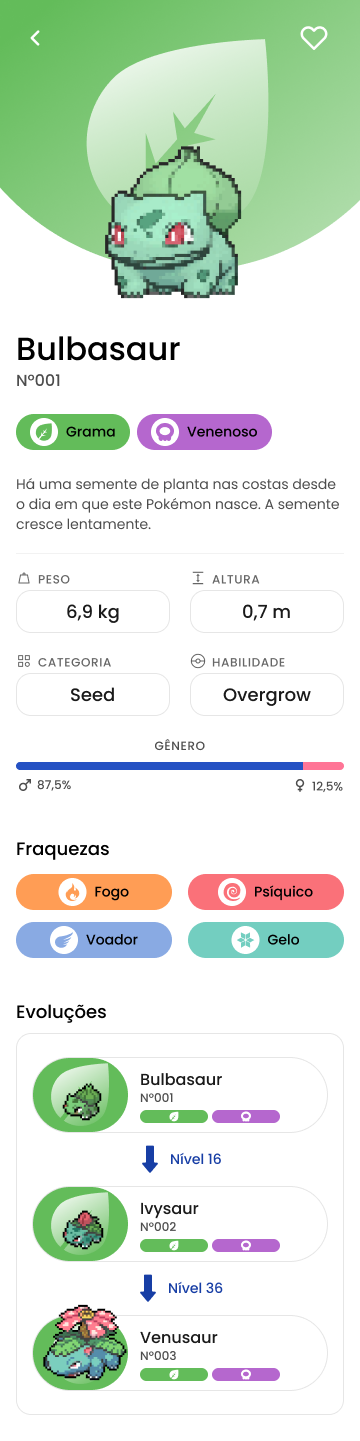 Bulbasaur
Nº001
Grama Venenoso
Há uma semente de planta nas costas desde
o dia em que este Pokémon nasce. A semente
cresce lentamente.
PESO ALTURA
6,9 kg 0,7 m
CATEGORIA HABILIDADE
Seed Overgrow
GÊNERO
87,5% 12,5%
Fraquezas
Fogo Psíquico
Voador Gelo
Evoluções
Bulbasaur
Nº001
Nível 16
Ivysaur
Nº002
Nível 36
Venusaur
Nº003